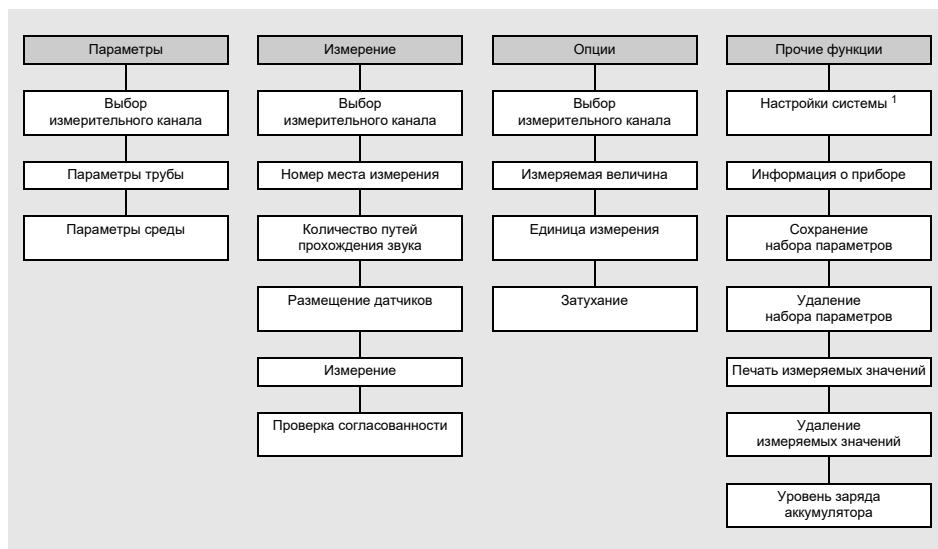 Параметры
Выбор
измерительного канала
Параметры трубы
Параметры среды
Измерение
Выбор
измерительного канала
Номер места измерения
Количество путей
прохождения звука
Размещение датчиков
Измерение
Проверка согласованности
Опции
Выбор
измерительного канала
Измеряемая величина
Единица измерения
Затухание
Прочие функции
Настройки системы 1
Информация о приборе
Сохранение
набора параметров
Удаление
набора параметров
Печать измеряемых значений
Удаление
измеряемых значений
Уровень заряда
аккумулятора